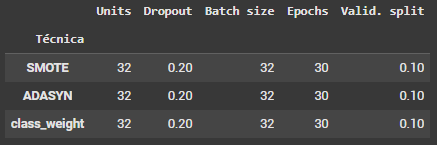 Units Dropout Batch size Epochs Valid. split
Técnica
SMOTE 32 0.20 32 30 0.10
ADASYN 32 0.20 32 30 0.10
class_weight 32 0.20 32 30 0.10